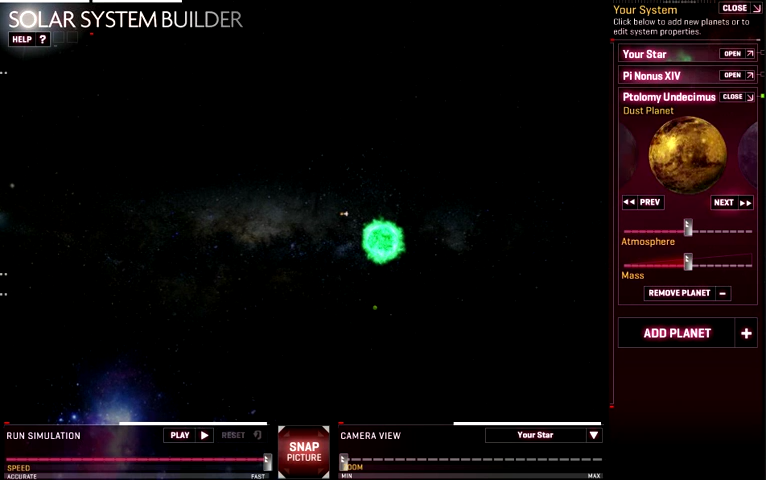 SOLAR SYSTEM BUILDER
HELP ?
Your System
CLOSE
Click below to add new planets or to
edit system properties.
Your Star
OPEN
Pi Nonus XIV
OPEN
Ptolomy Undecimus
CLOSE
Dust Planet
PREV
NEXT
Atmosphere
Mass
REMOVE PLANET −
ADD PLANET +
RUN SIMULATION
PLAY
RESET
SPEED
ACCURATE
FAST
SNAP
PICTURE
CAMERA VIEW
Your Star
MIN
MAX